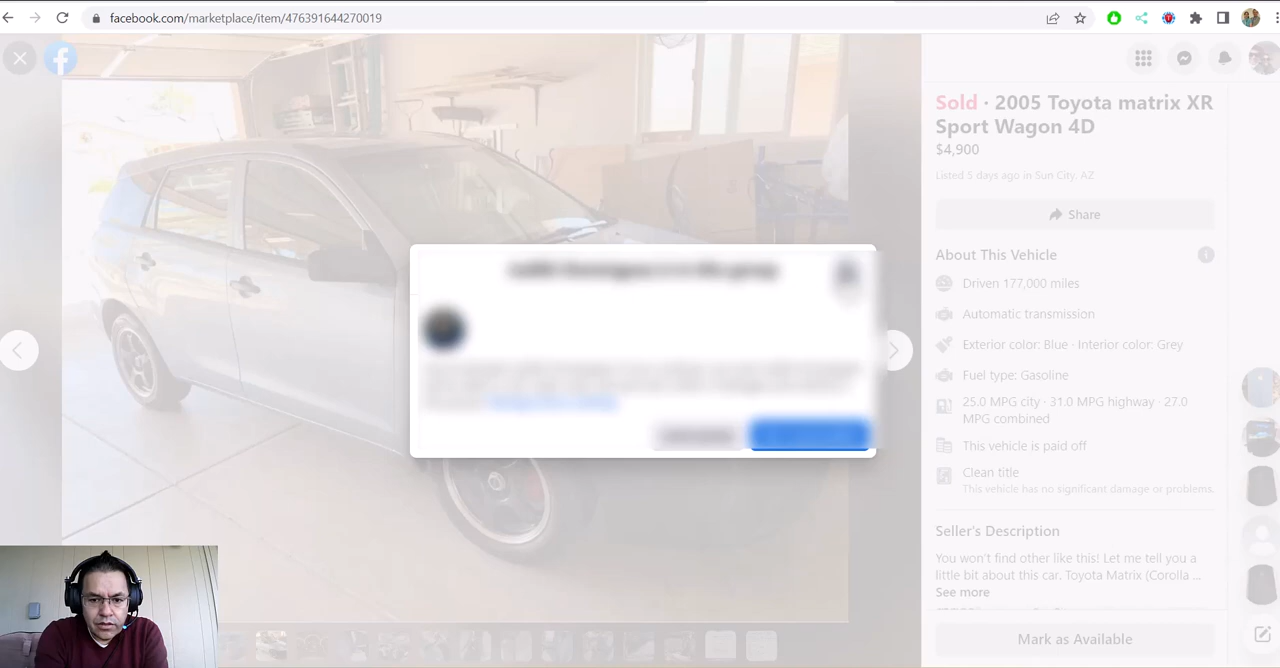 facebook.com/marketplace/item/476391644270019
Sold · 2005 Toyota matrix XR
Sport Wagon 4D
$4,900
Listed 5 days ago in Sun City, AZ
Share
About This Vehicle
Driven 177,000 miles
Automatic transmission
Exterior color: Blue · Interior color: Grey
Fuel type: Gasoline
25.0 MPG city · 31.0 MPG highway · 27.0
MPG combined
This vehicle is paid off
Clean title
This vehicle has no significant damage or problems.
Seller's Description
You won't find other like this! Let me tell you a
little bit about this car. Toyota Matrix (Corolla ...
See more
Mark as Available